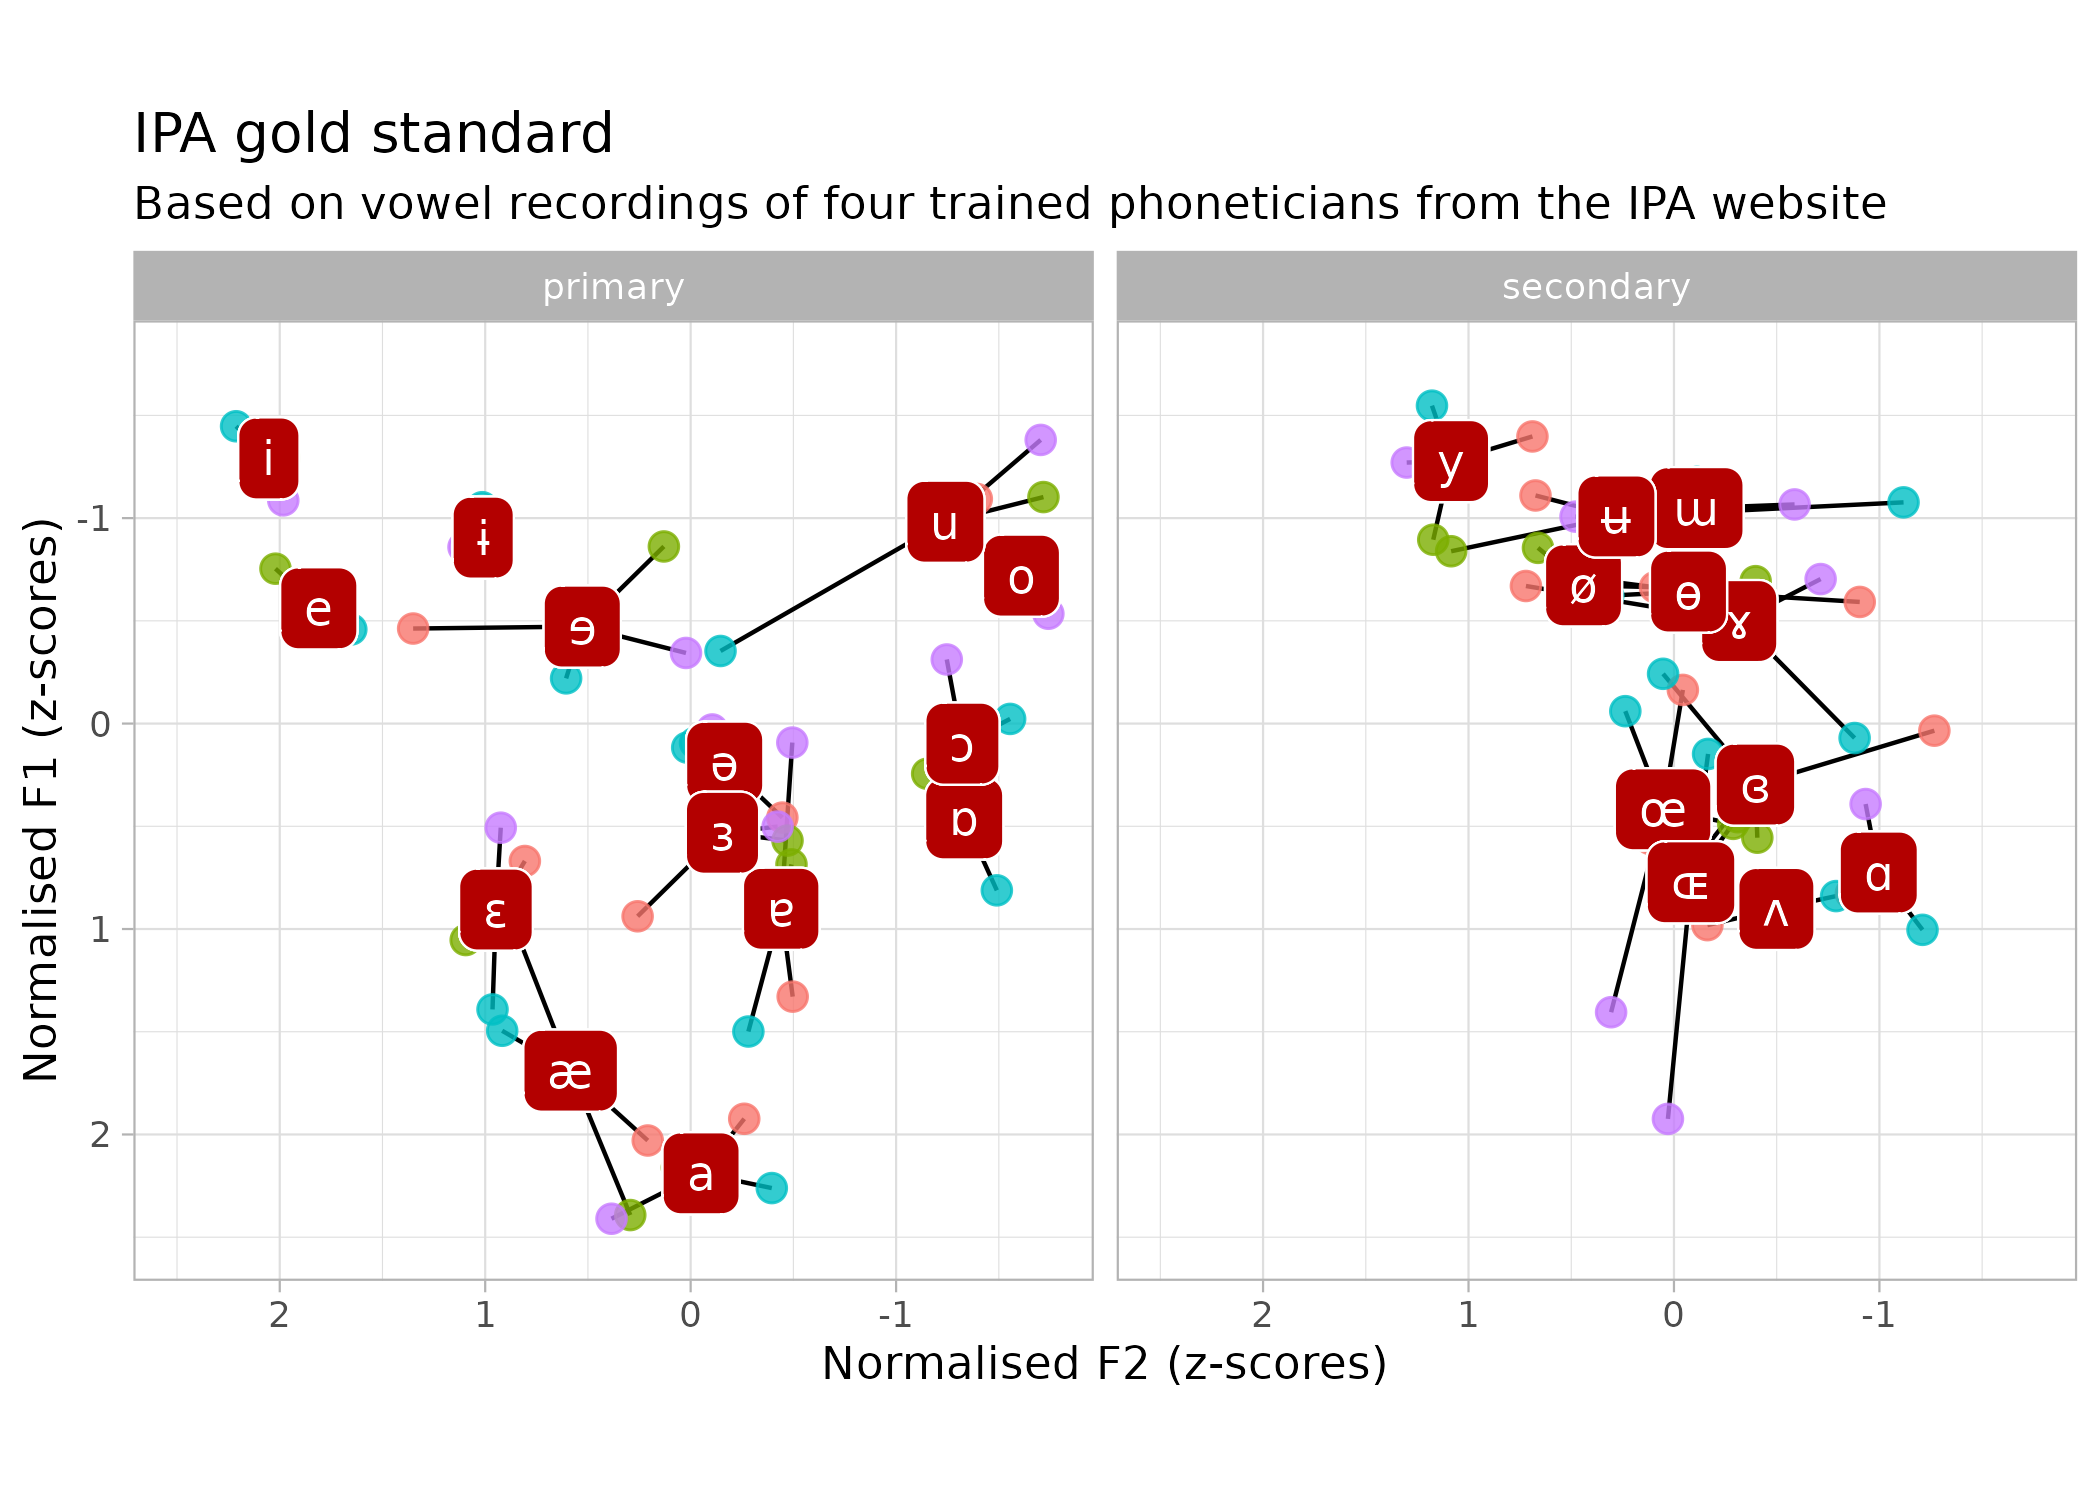 IPA gold standard
Based on vowel recordings of four trained phoneticians from the IPA website
primary
secondary
i
y
ɨ
u
ʉ
ɯ
e
o
ɘ
ø
ɵ
ɤ
ə
ɔ
ɜ
ɒ
ɞ
œ
ɛ
ɐ
ɶ
ʌ
ɑ
æ
a
-1
0
1
2
2
1
0
-1
2
1
0
-1
Normalised F1 (z-scores)
Normalised F2 (z-scores)